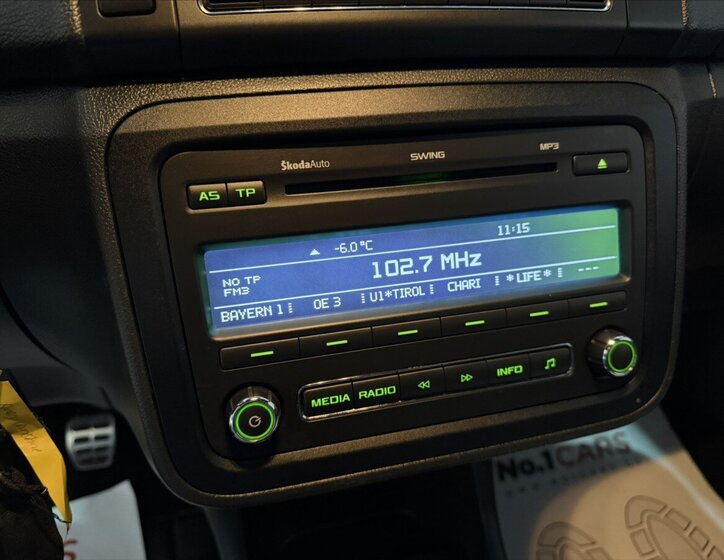 ŠkodaAuto SWING MP3
AS TP
-6.0°C 11:15
NO TP 102.7 MHz
FM3
BAYERN 1 OE 3 U1*TIROL CHARI *LIFE* ---
MEDIA RADIO INFO
No.1CARS